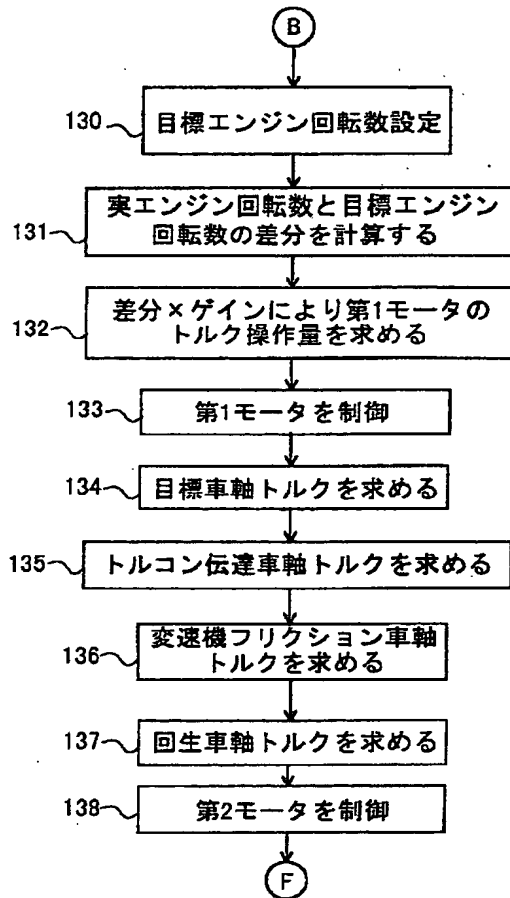 B
130
目標エンジン回転数設定
131
実エンジン回転数と目標エンジン
回転数の差分を計算する
132
差分×ゲインにより第1モータの
トルク操作量を求める
133
第1モータを制御
134
目標車軸トルクを求める
135
トルコン伝達車軸トルクを求める
136
変速機フリクション車軸
トルクを求める
137
回生車軸トルクを求める
138
第2モータを制御
F